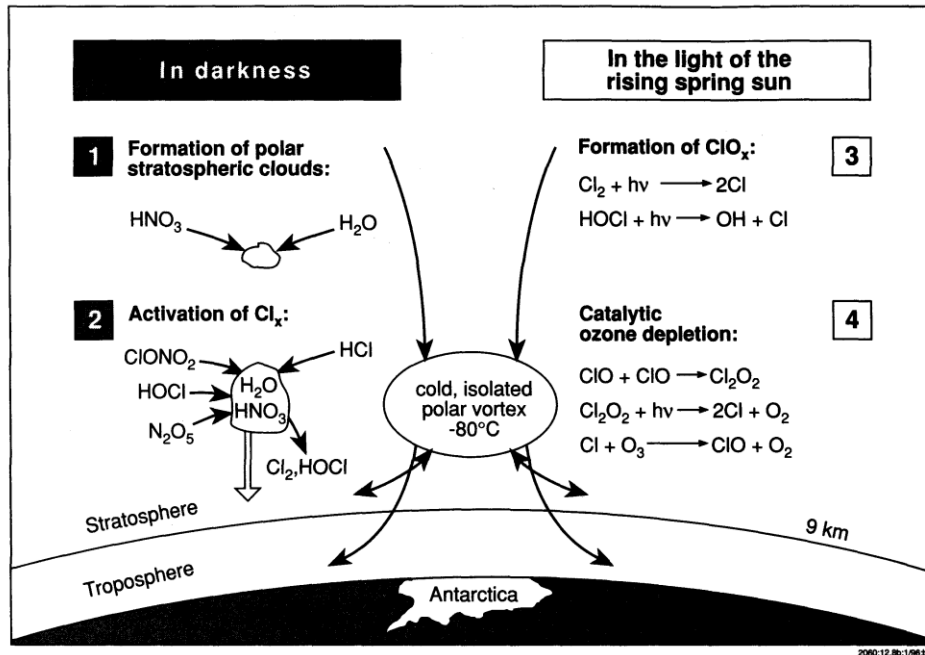 In darkness
In the light of the
rising spring sun
1
Formation of polar
stratospheric clouds:
HNO₃
H₂O
2
Activation of Clₓ:
ClONO₂
HCl
H₂O
HOCl
HNO₃
N₂O₅
Cl₂,HOCl
cold, isolated
polar vortex
-80°C
Formation of ClOₓ:
3
Cl₂ + hν ⟶ 2Cl
HOCl + hν ⟶ OH + Cl
Catalytic
ozone depletion:
4
ClO + ClO ⟶ Cl₂O₂
Cl₂O₂ + hν ⟶ 2Cl + O₂
Cl + O₃ ⟶ ClO + O₂
Stratosphere
9 km
Troposphere
Antarctica